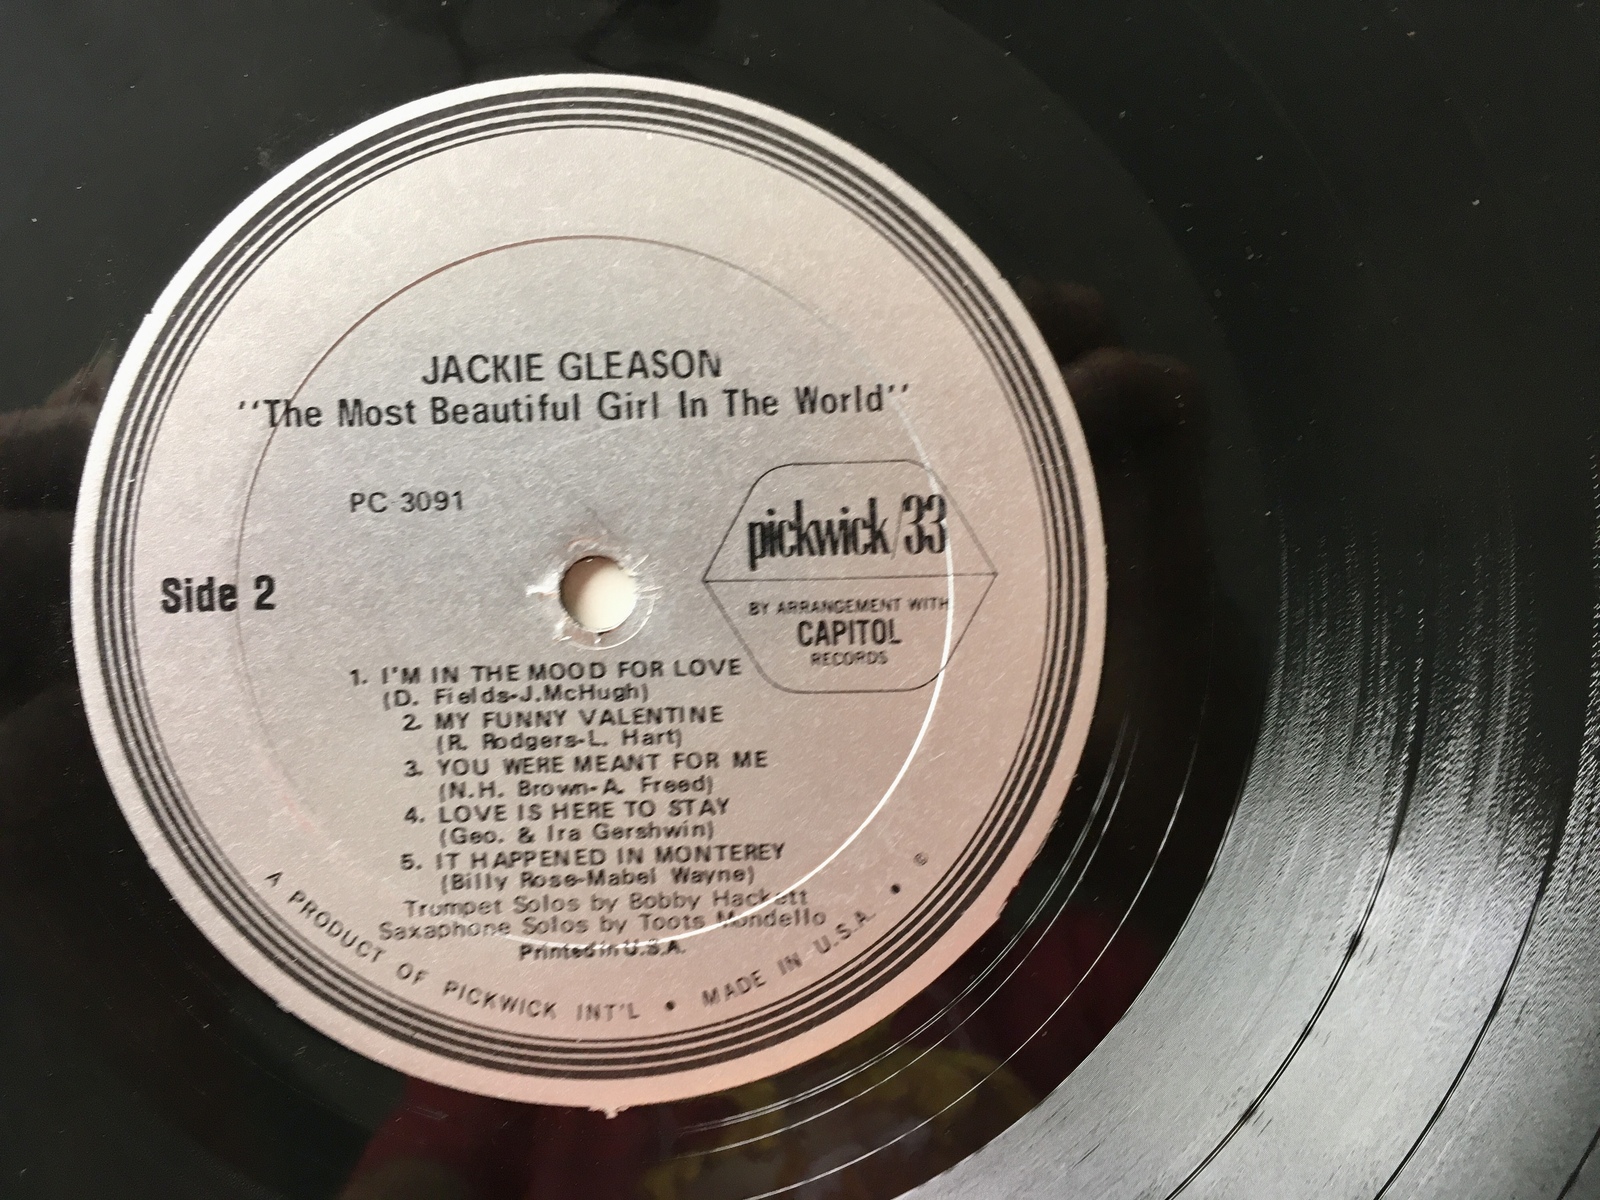 JACKIE GLEASON
''The Most Beautiful Girl In The World''
PC 3091
pickwick/33
BY ARRANGEMENT WITH
CAPITOL
RECORDS
Side 2
1. I'M IN THE MOOD FOR LOVE
(D. Fields-J.McHugh)
2. MY FUNNY VALENTINE
(R. Rodgers-L. Hart)
3. YOU WERE MEANT FOR ME
(N.H. Brown-A. Freed)
4. LOVE IS HERE TO STAY
(Geo. & Ira Gershwin)
5. IT HAPPENED IN MONTEREY
(Billy Rose-Mabel Wayne)
Trumpet Solos by Bobby Hackett
Saxaphone Solos by Toots Mondello
Printed in U.S.A.
A PRODUCT OF PICKWICK INT'L • MADE IN U.S.A. • ©